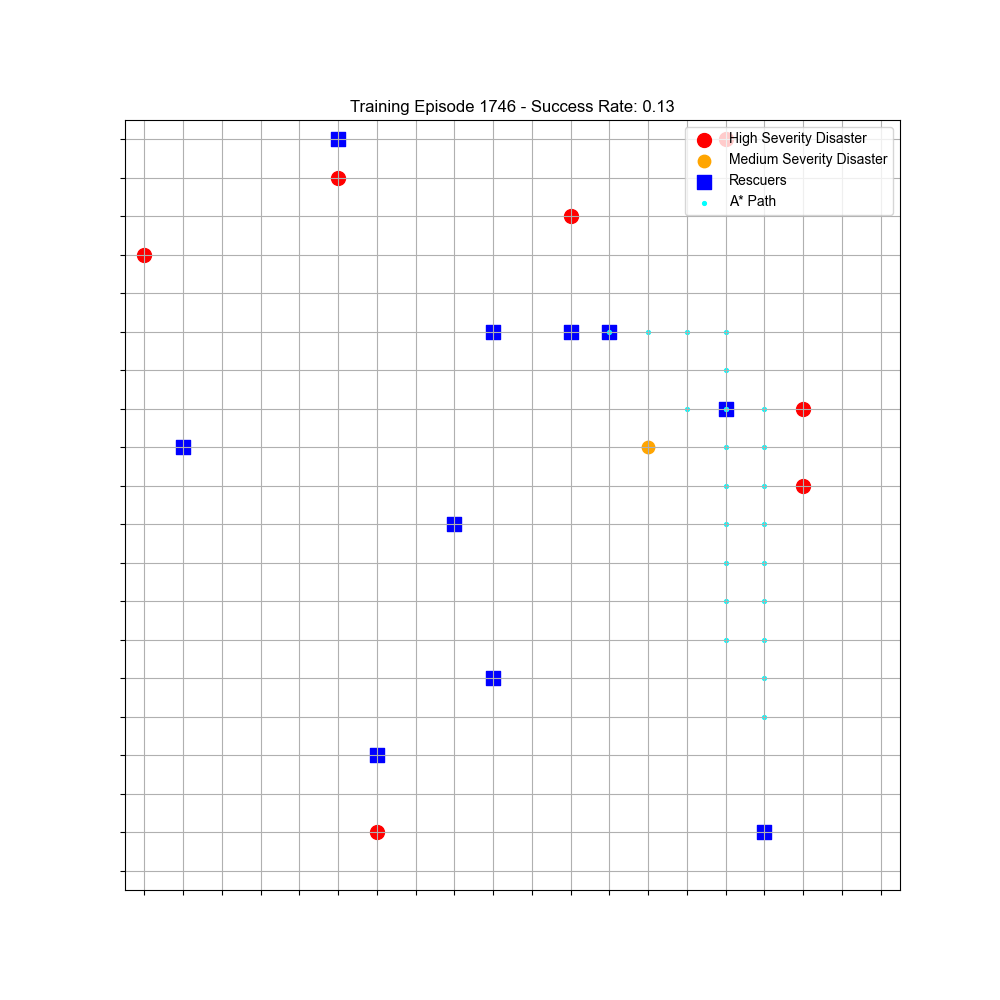 Training Episode 1746 - Success Rate: 0.13
High Severity Disaster
Medium Severity Disaster
Rescuers
A* Path